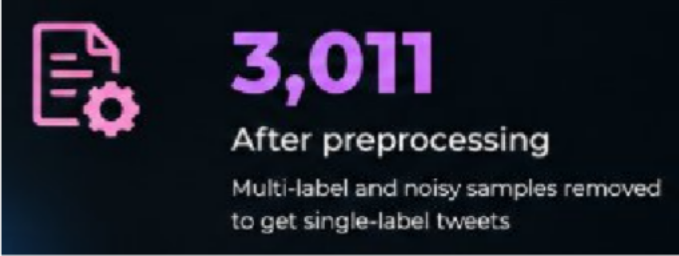 3,011
After preprocessing
Multi-label and noisy samples removed
to get single-label tweets